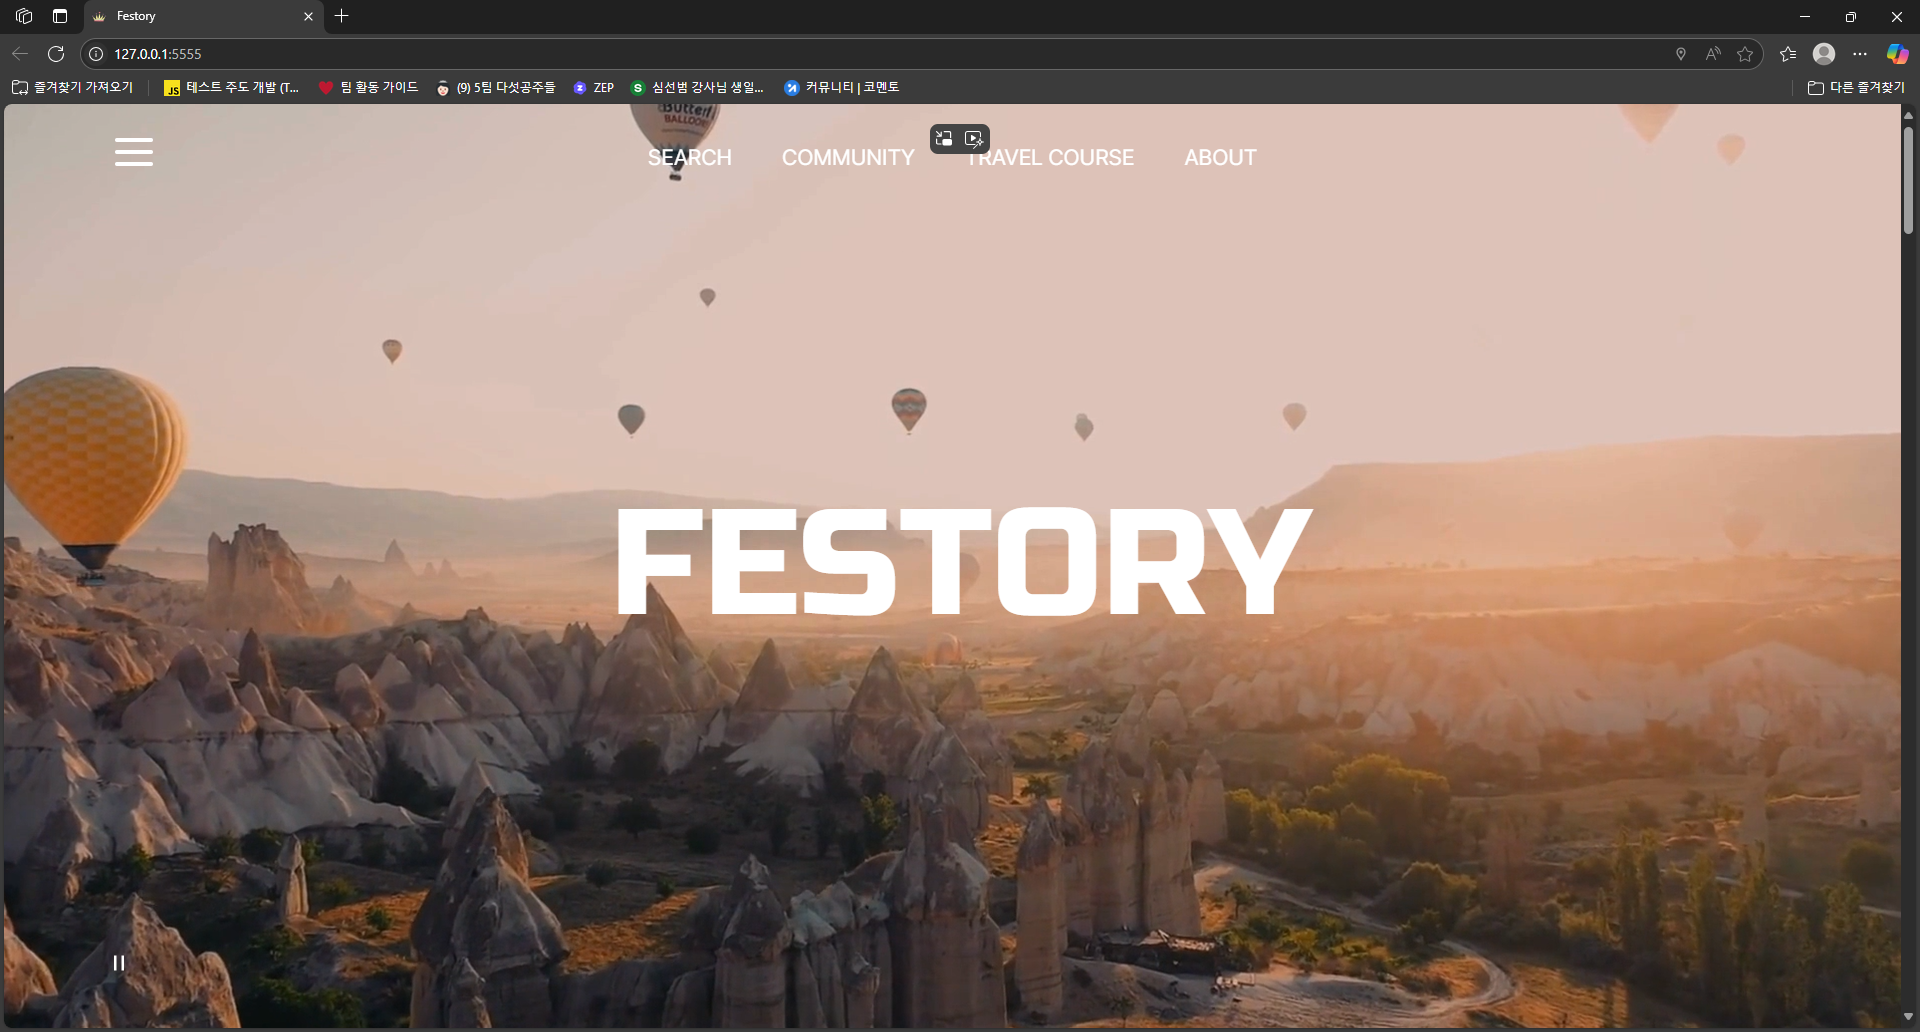 Festory
127.0.0.1:5555
즐겨찾기 가져오기
JS 테스트 주도 개발 (T...
팀 활동 가이드
(9) 5팀 다섯공주들
ZEP
S 심선범 강사님 생일...
커뮤니티 | 코멘토
다른 즐겨찾기
BALLOON
SEARCH COMMUNITY TRAVEL COURSE ABOUT
FESTORY